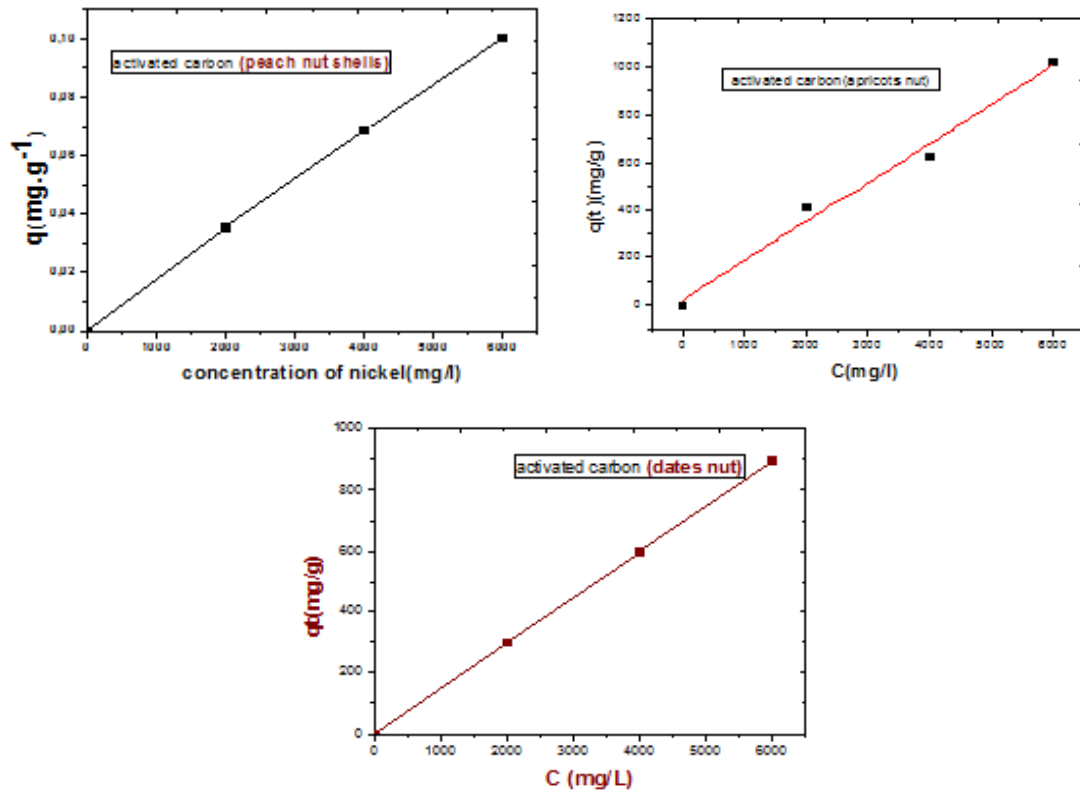 activated carbon (peach nut shells)
q(mg.g-1)
0,10
0,08
0,06
0,04
0,02
0,00
0 1000 2000 3000 4000 5000 6000
concentration of nickel(mg/l)
activated carbon(apricots nut)
q(t)(mg/g)
1200
1000
800
600
400
200
0
0 1000 2000 3000 4000 5000 6000
C(mg/l)
activated carbon (dates nut)
qt(mg/g)
1000
800
600
400
200
0
0 1000 2000 3000 4000 5000 6000
C (mg/L)